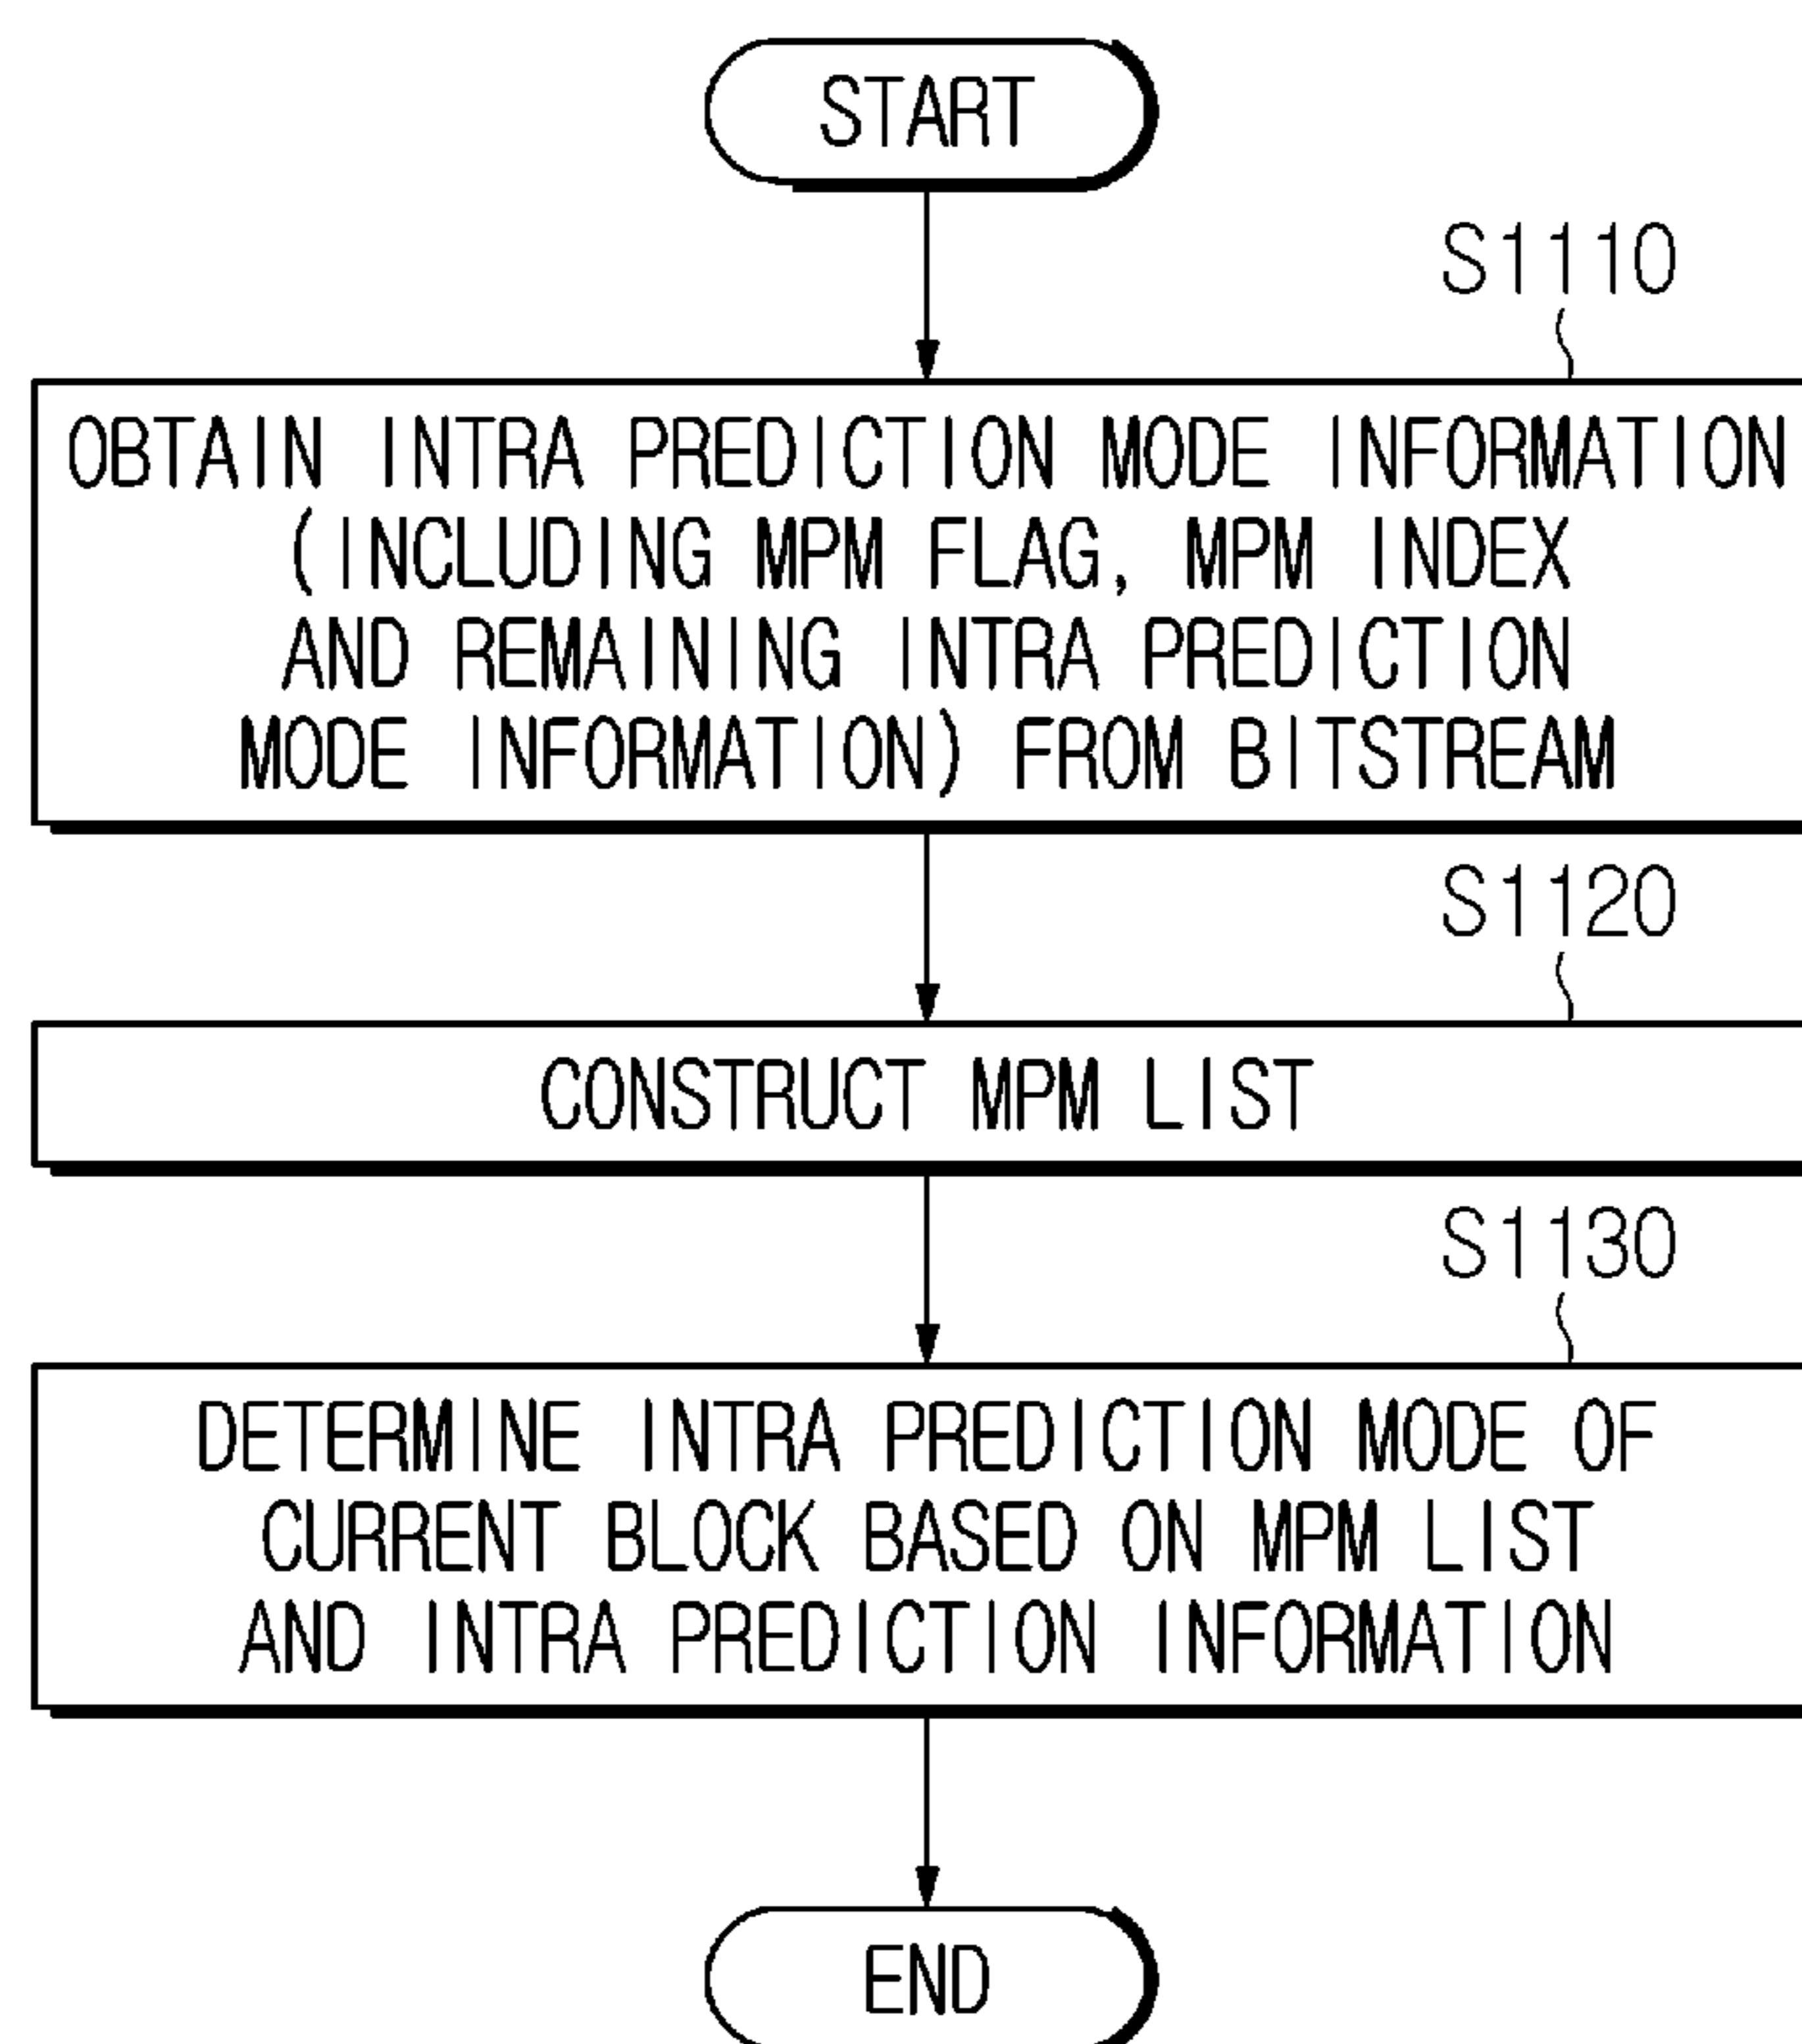 START
S1110
OBTAIN INTRA PREDICTION MODE INFORMATION
(INCLUDING MPM FLAG, MPM INDEX
AND REMAINING INTRA PREDICTION
MODE INFORMATION) FROM BITSTREAM
S1120
CONSTRUCT MPM LIST
S1130
DETERMINE INTRA PREDICTION MODE OF
CURRENT BLOCK BASED ON MPM LIST
AND INTRA PREDICTION INFORMATION
END